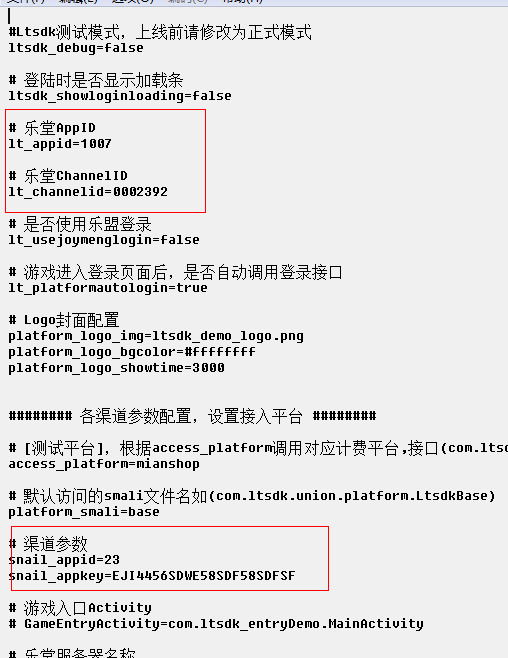 #Ltsdk测试模式，上线前请修改为正式模式
ltsdk_debug=false
# 登陆时是否显示加载条
ltsdk_showloginloading=false
# 乐堂AppID
lt_appid=1007
# 乐堂ChannelID
lt_channelid=0002392
# 是否使用乐盟登录
lt_usejoymenglogin=false
# 游戏进入登录页面后，是否自动调用登录接口
lt_platformautologin=true
# Logo封面配置
platform_logo_img=ltsdk_demo_logo.png
platform_logo_bgcolor=#ffffffff
platform_logo_showtime=3000
######## 各渠道参数配置，设置接入平台 ########
# [测试平台]，根据access_platform调用对应计费平台,接口(com.ltsd
access_platform=mianshop
# 默认访问的smali文件名如(com.ltsdk.union.platform.LtsdkBase)
platform_smali=base
# 渠道参数
snail_appid=23
snail_appkey=EJI4456SDWE58SDF58SDFSF
# 游戏入口Activity
# GameEntryActivity=com.ltsdk_entryDemo.MainActivity
# 乐堂服务器名称